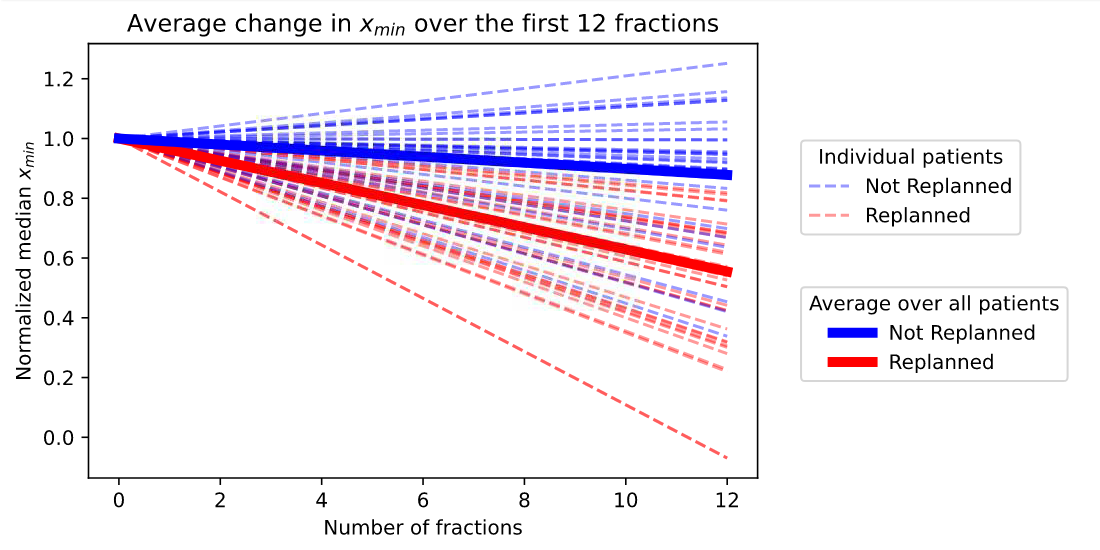 Average change in x_min over the first 12 fractions
Normalized median x_min
1.2
1.0
0.8
0.6
0.4
0.2
0.0
0 2 4 6 8 10 12
Number of fractions
Individual patients
Not Replanned
Replanned
Average over all patients
Not Replanned
Replanned